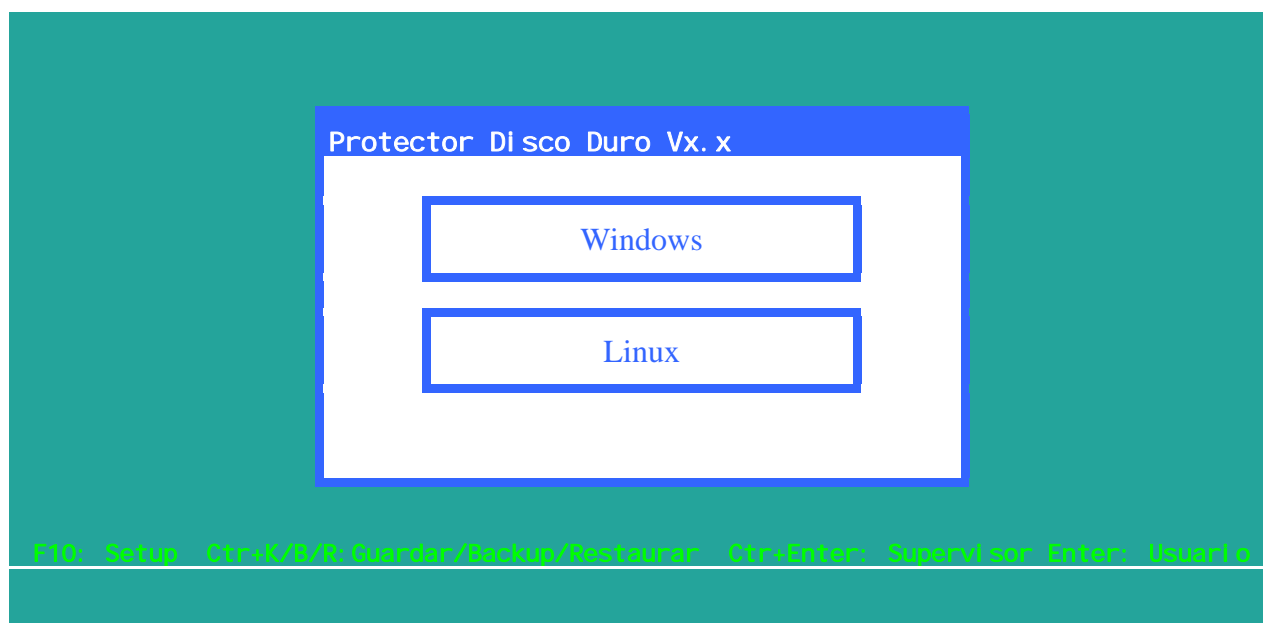 Protector Disco Duro Vx.x
Windows
Linux
F10: Setup Ctr+K/B/R:Guardar/Backup/Restaurar Ctr+Enter: Supervisor Enter: Usuario